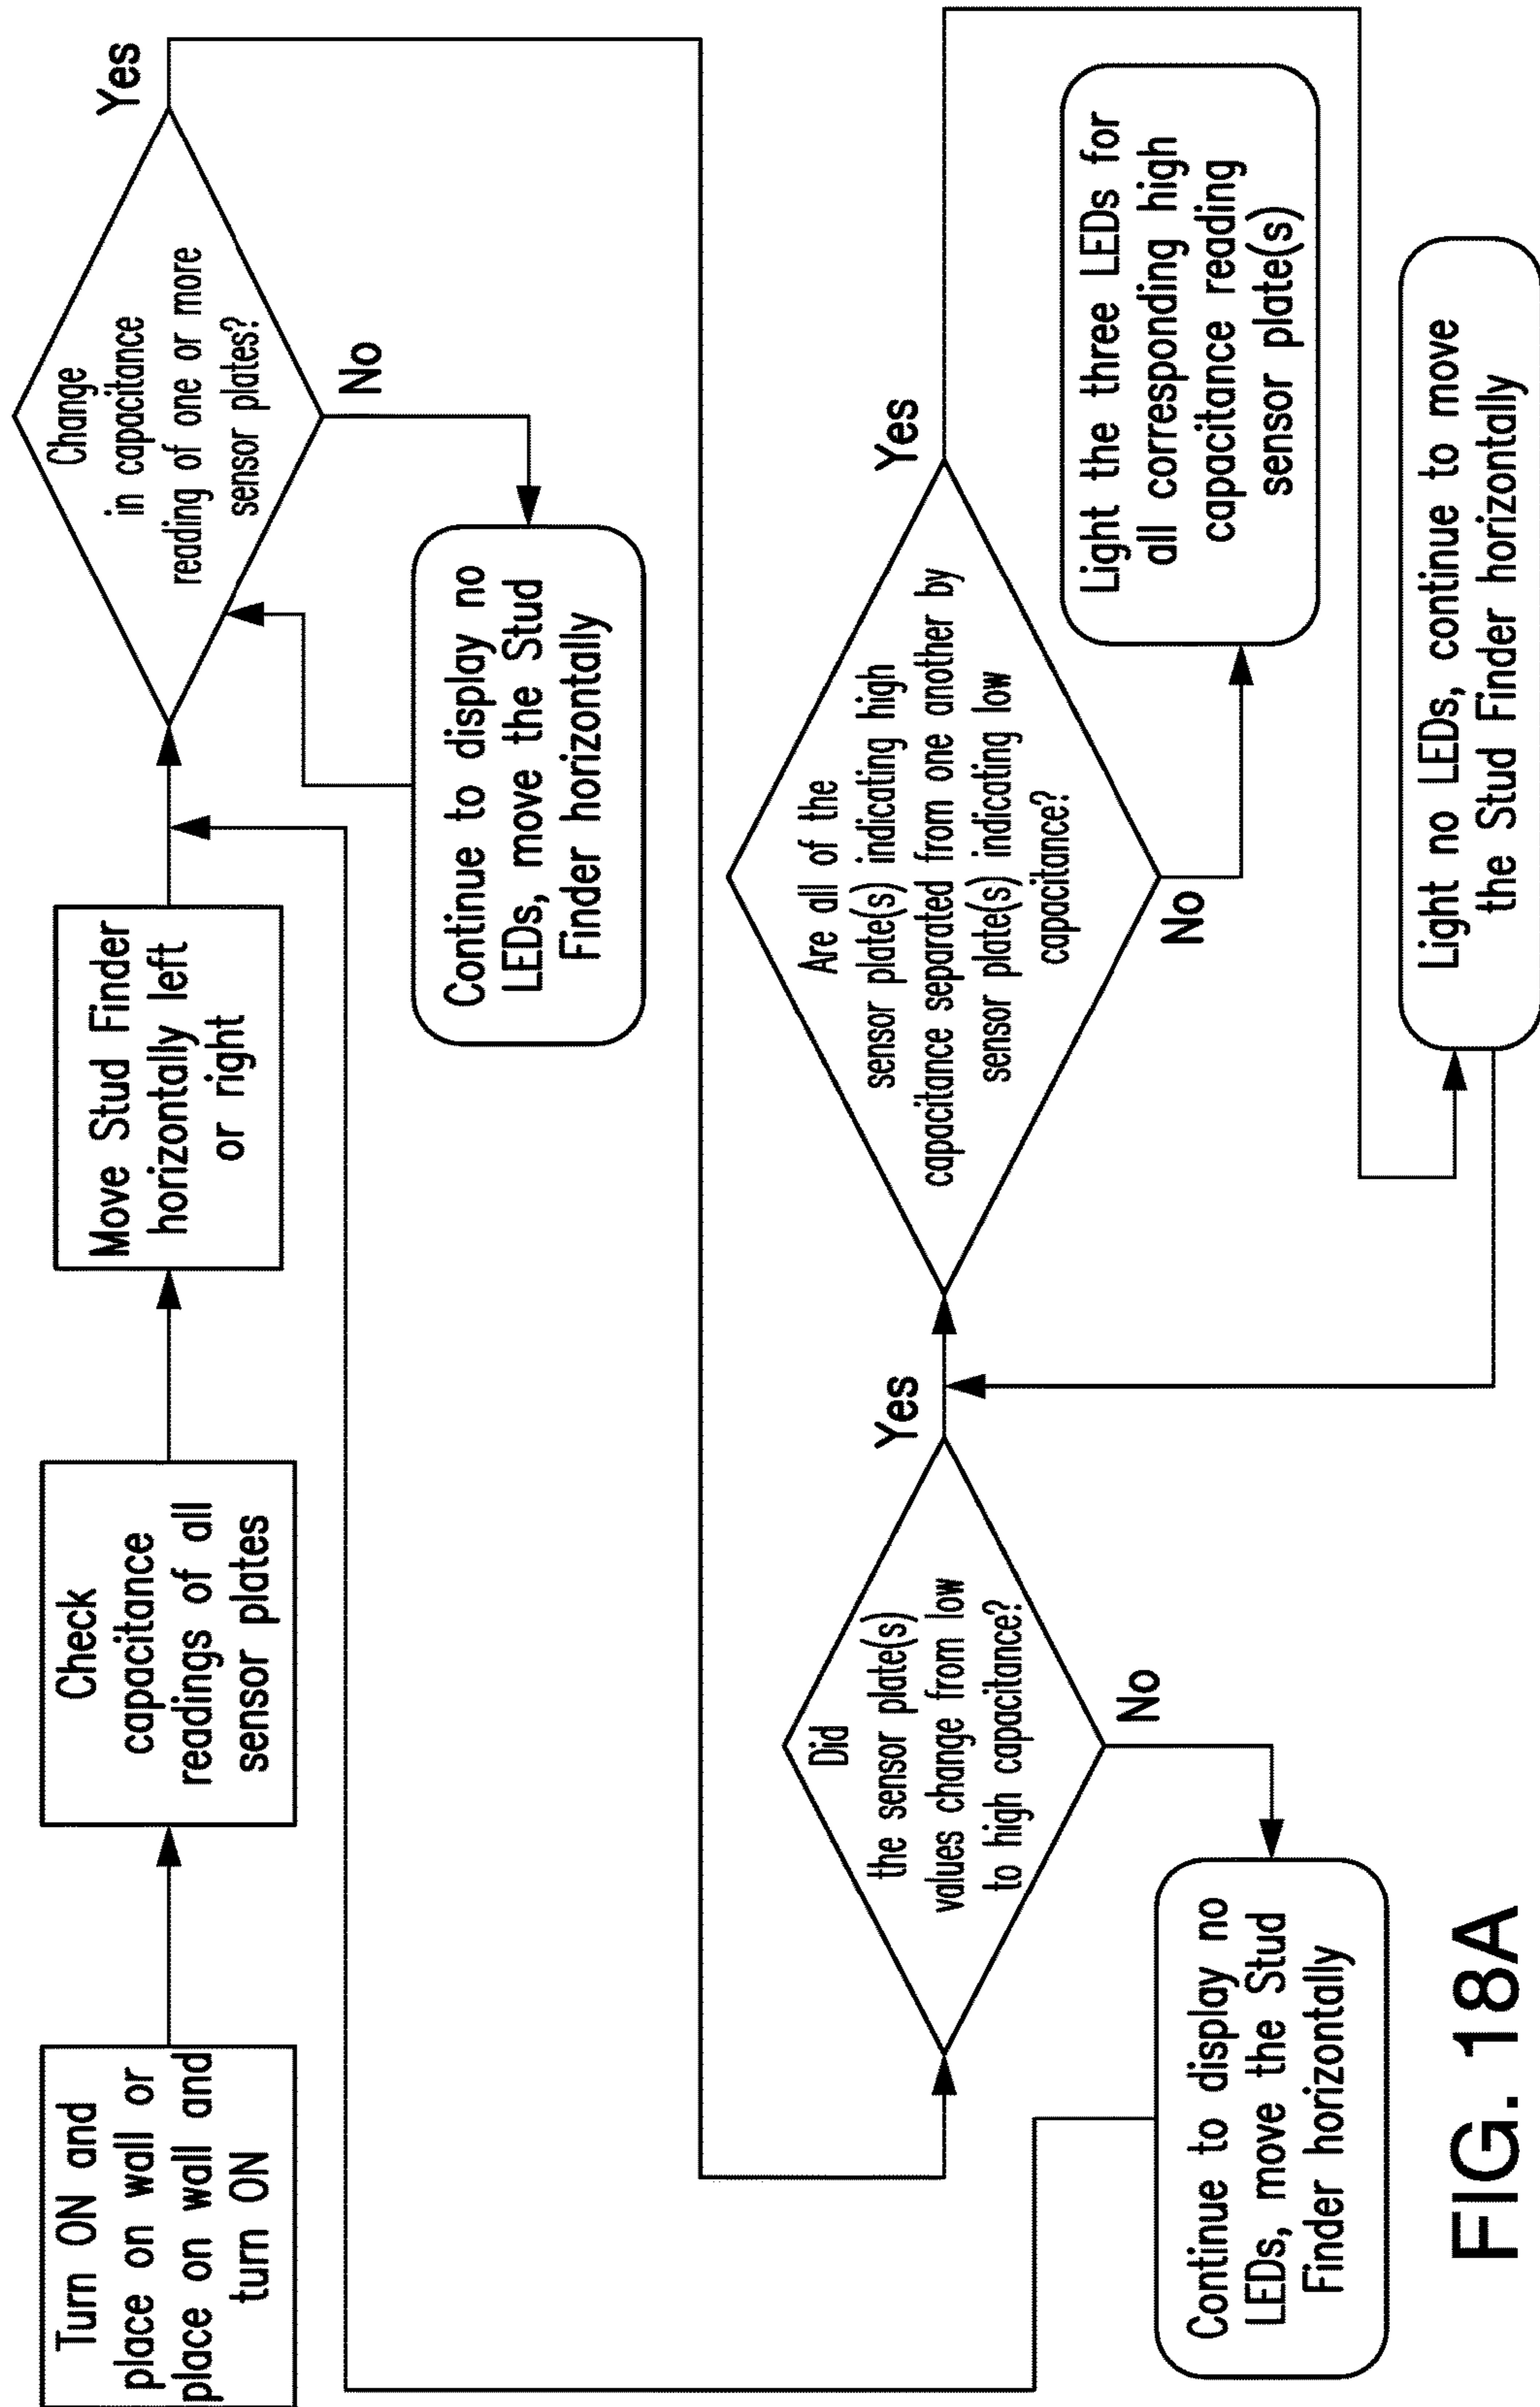 Turn ON and
place on wall or
place on wall and
turn ON
Check
capacitance
readings of all
sensor plates
Move Stud Finder
horizontally left
or right
Change
in capacitance
reading of one or more
sensor plates?
Yes
No
Continue to display no
LEDs, move the Stud
Finder horizontally
Did
the sensor plate(s)
values change from low
to high capacitance?
Yes
No
Continue to display no
LEDs, move the Stud
Finder horizontally
Are all of the
sensor plate(s) indicating high
capacitance separated from one another by
sensor plate(s) indicating low
capacitance?
Yes
No
Light the three LEDs for
all corresponding high
capacitance reading
sensor plate(s)
Light no LEDs, continue to move
the Stud Finder horizontally
FIG. 18A